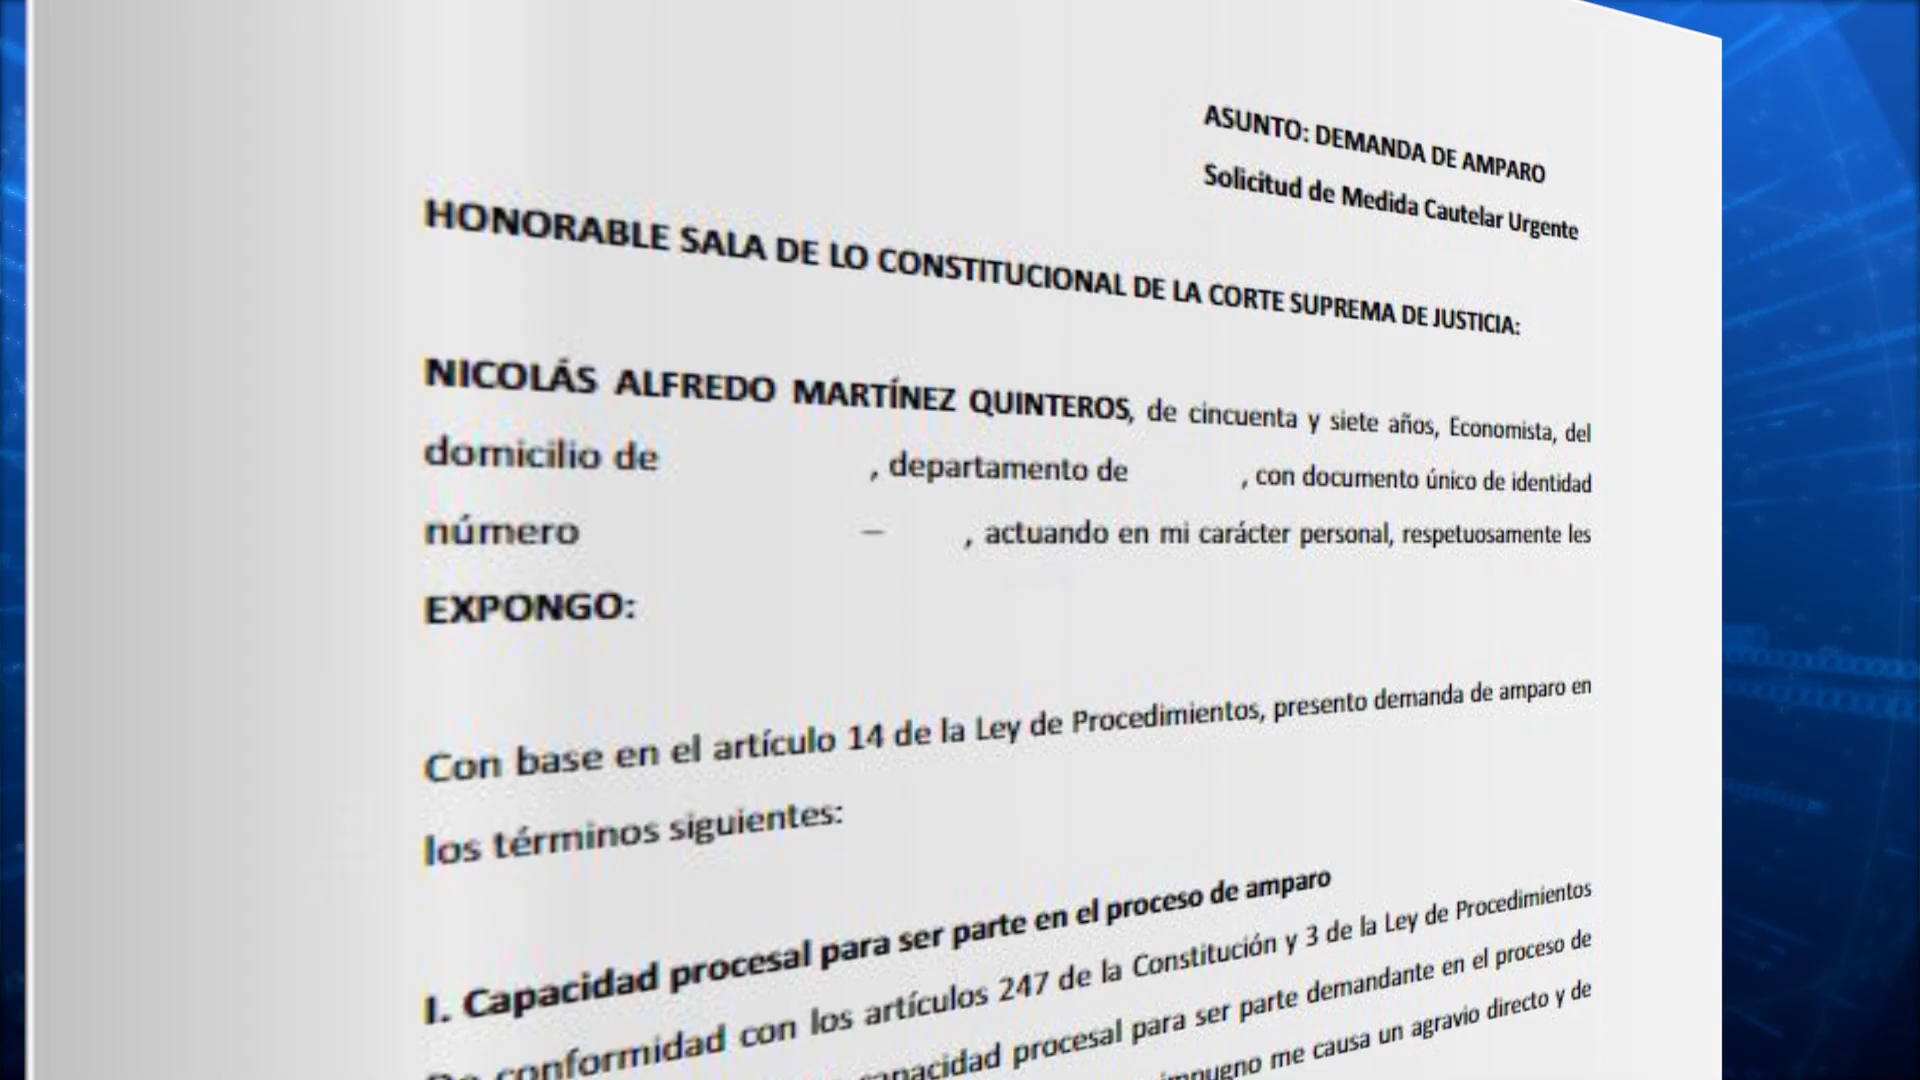 ASUNTO: DEMANDA DE AMPARO
Solicitud de Medida Cautelar Urgente
HONORABLE SALA DE LO CONSTITUCIONAL DE LA CORTE SUPREMA DE JUSTICIA:
NICOLÁS ALFREDO MARTÍNEZ QUINTEROS, de cincuenta y siete años, Economista, del
domicilio de , departamento de , con documento único de identidad
número – , actuando en mi carácter personal, respetuosamente les
EXPONGO:
Con base en el artículo 14 de la Ley de Procedimientos, presento demanda de amparo en
los términos siguientes:
I. Capacidad procesal para ser parte en el proceso de amparo
De conformidad con los artículos 247 de la Constitución y 3 de la Ley de Procedimientos
capacidad procesal para ser parte demandante en el proceso de
impugno me causa un agravio directo y de